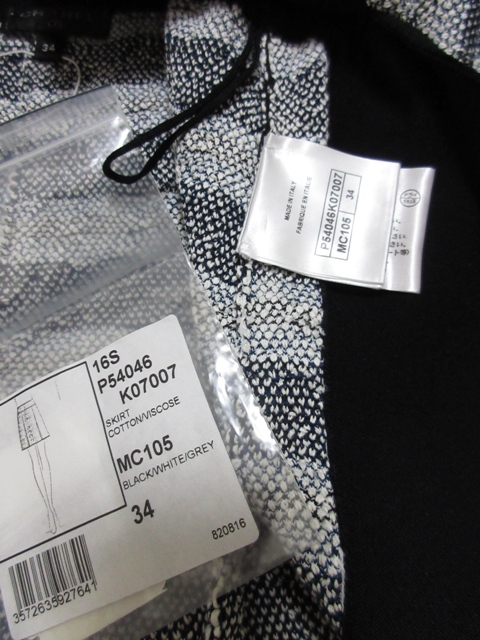 34
MADE IN ITALY
FABRIQUE EN ITALIE
P54046K07007
MC105
34
16S
P54046
K07007
SKIRT
COTTON/VISCOSE
MC105
BLACK/WHITE/GREY
34
820816
3572635927641